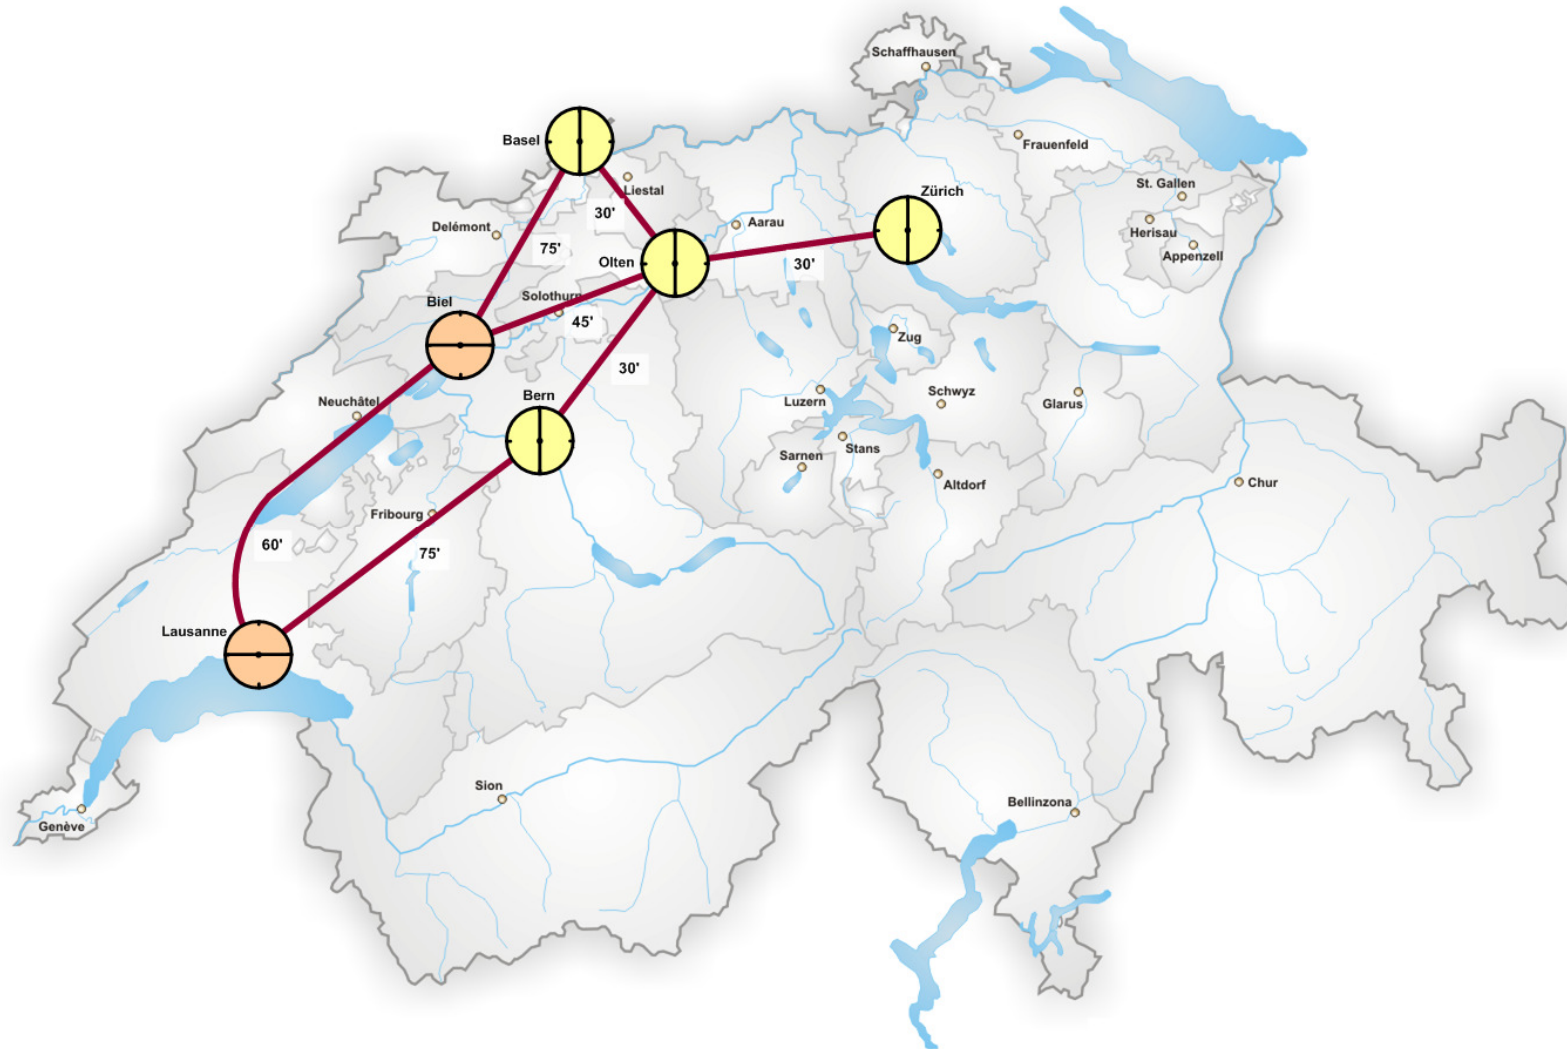 Schaffhausen
Basel
Frauenfeld
Liestal
St. Gallen
Zürich
30'
Aarau
Delémont
Herisau
75'
Appenzell
Olten
30'
Solothurn
Biel
45'
Zug
30'
Schwyz
Bern
Neuchâtel
Luzern
Glarus
Stans
Sarnen
Altdorf
Chur
Fribourg
60'
75'
Lausanne
Sion
Bellinzona
Genève